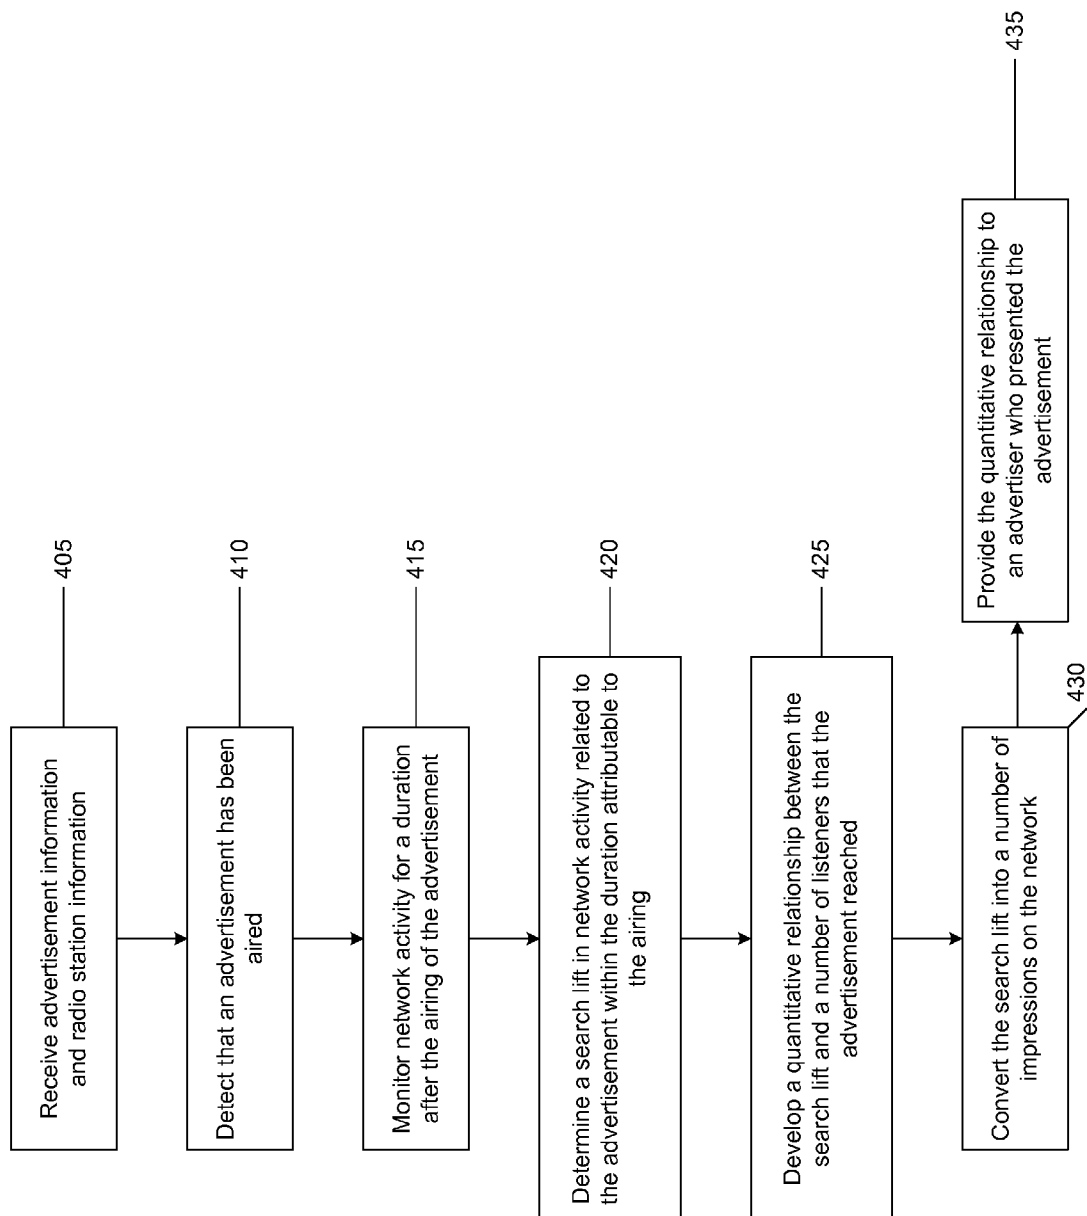 Receive advertisement information
and radio station information
405
Detect that an advertisement has been
aired
410
Monitor network activity for a duration
after the airing of the advertisement
415
Determine a search lift in network activity related to
the advertisement within the duration attributable to
the airing
420
Develop a quantitative relationship between the
search lift and a number of listeners that the
advertisement reached
425
Convert the search lift into a number of
impressions on the network
430
Provide the quantitative relationship to
an advertiser who presented the
advertisement
435